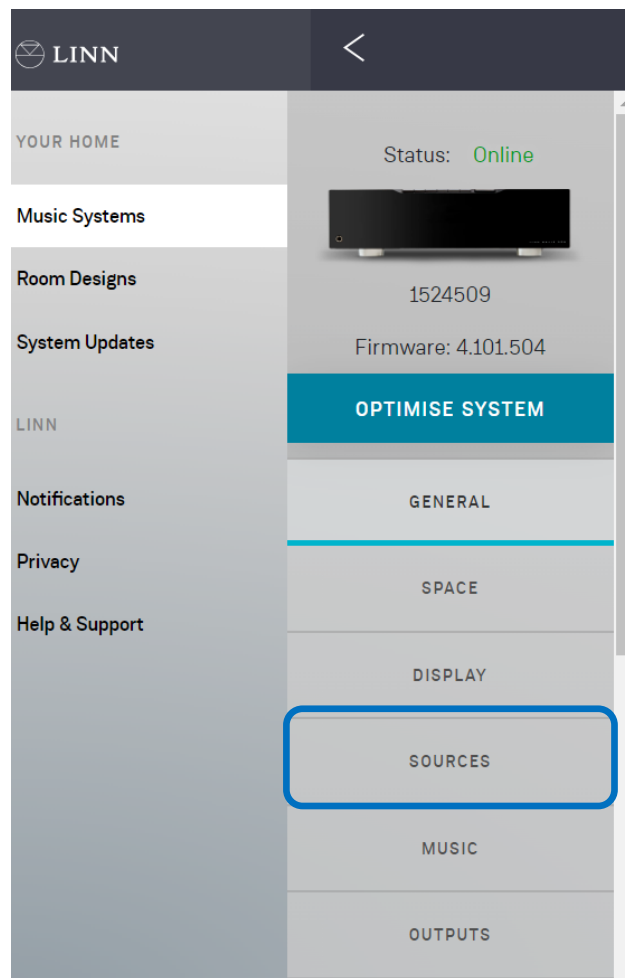 LINN
YOUR HOME
Music Systems
Room Designs
System Updates
LINN
Notifications
Privacy
Help & Support
Status: Online
1524509
Firmware: 4.101.504
OPTIMISE SYSTEM
GENERAL
SPACE
DISPLAY
SOURCES
MUSIC
OUTPUTS